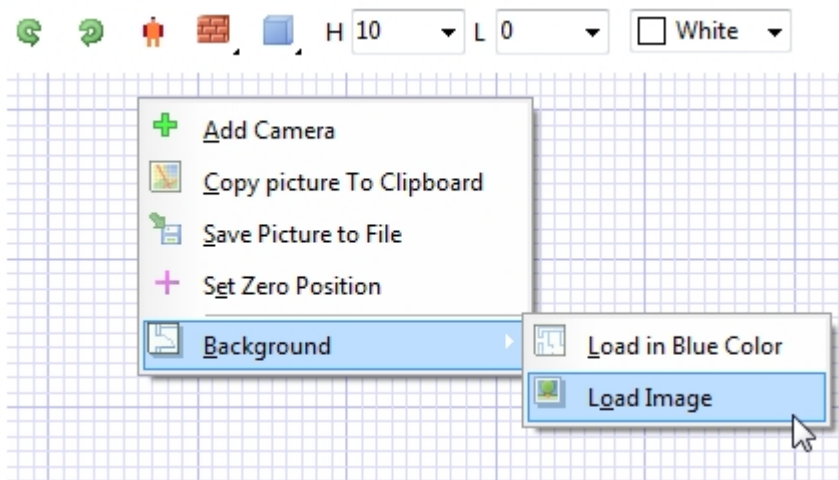 H 10 L 0 White
Add Camera
Copy picture To Clipboard
Save Picture to File
Set Zero Position
Background
Load in Blue Color
Load Image